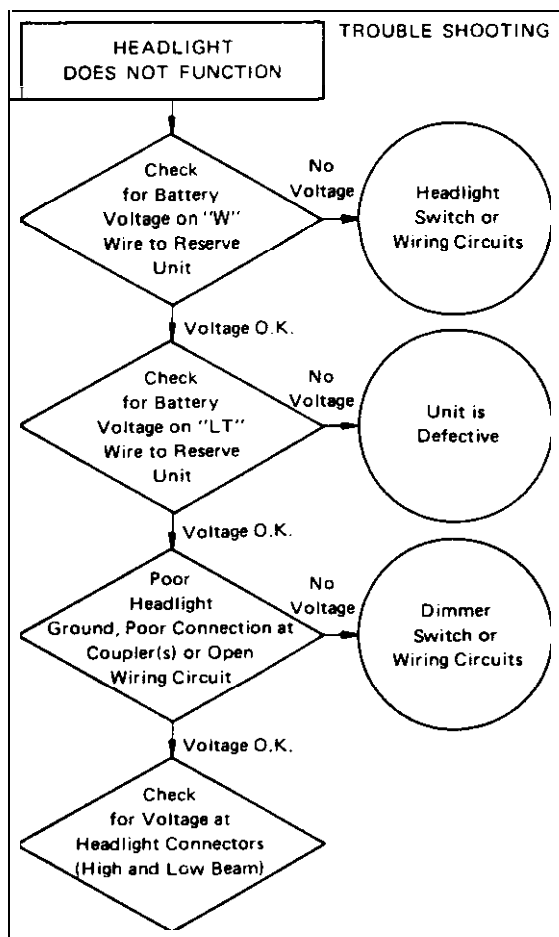 TROUBLE SHOOTING
HEADLIGHT
DOES NOT FUNCTION
Check
for Battery
Voltage on "W"
Wire to Reserve
Unit
No
Voltage
Headlight
Switch or
Wiring Circuits
Voltage O.K.
Check
for Battery
Voltage on "LT"
Wire to Reserve
Unit
No
Voltage
Unit is
Defective
Voltage O.K.
Poor
Headlight
Ground, Poor Connection at
Coupler(s) or Open
Wiring Circuit
No
Voltage
Dimmer
Switch or
Wiring Circuits
Voltage O.K.
Check
for Voltage at
Headlight Connectors
(High and Low Beam)